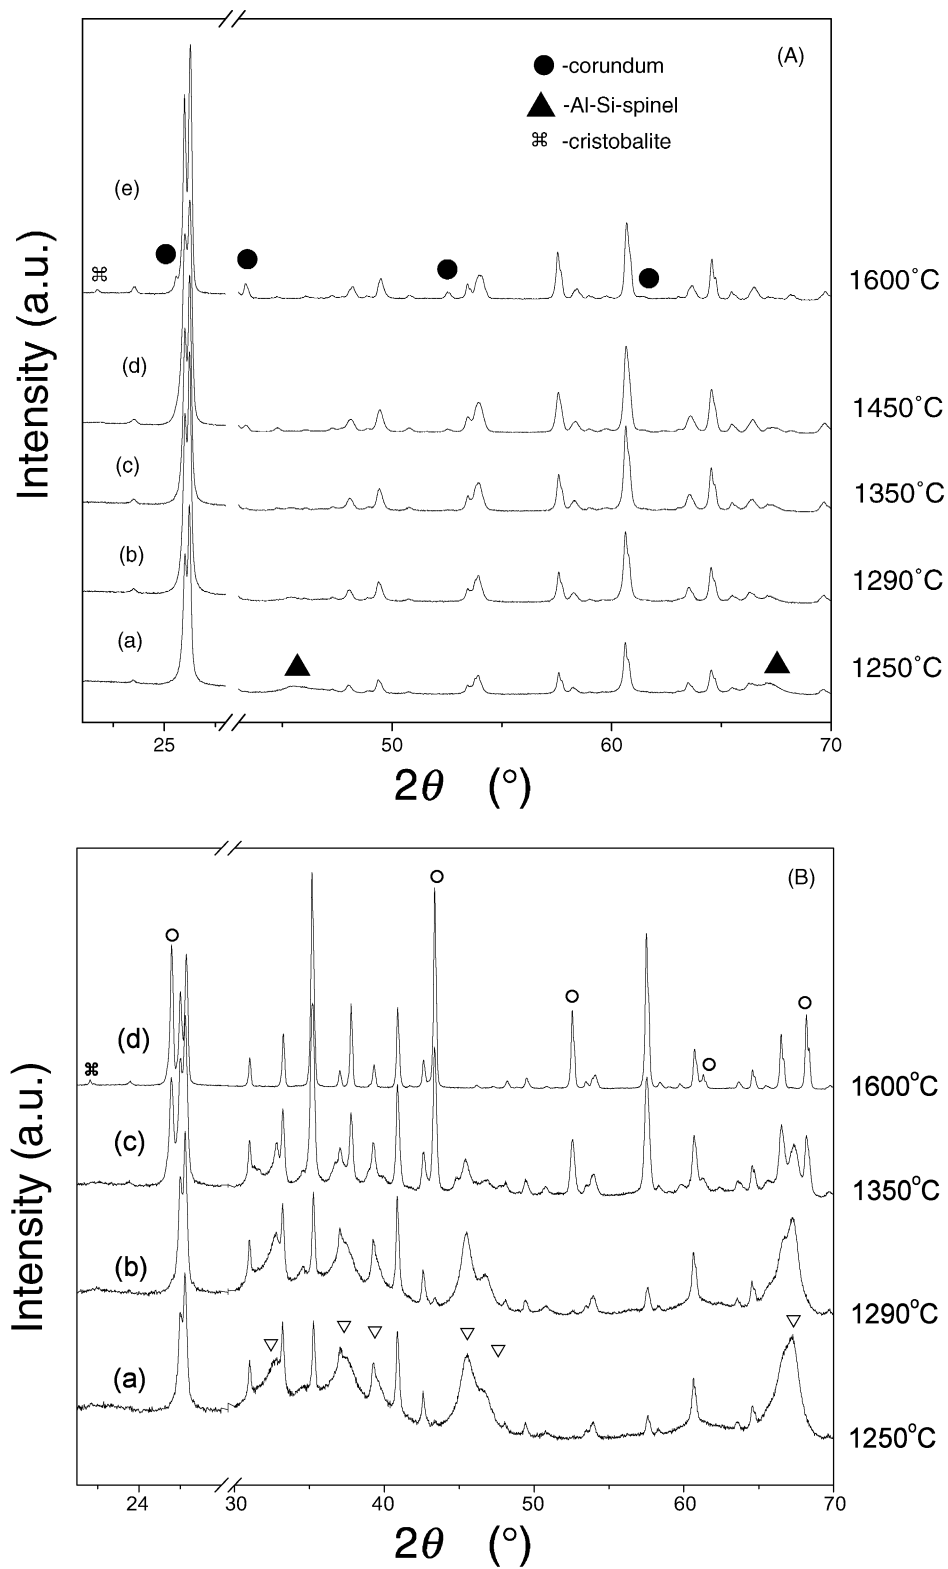 (A)
-corundum
-Al-Si-spinel
⌘ -cristobalite
(e)
⌘
1600°C
(d)
1450°C
(c)
1350°C
(b)
1290°C
(a)
1250°C
Intensity (a.u.)
25 50 60 70
2θ (°)
(B)
(d)
⌘
1600°C
(c)
1350°C
(b)
1290°C
(a)
1250°C
Intensity (a.u.)
24 30 40 50 60 70
2θ (°)